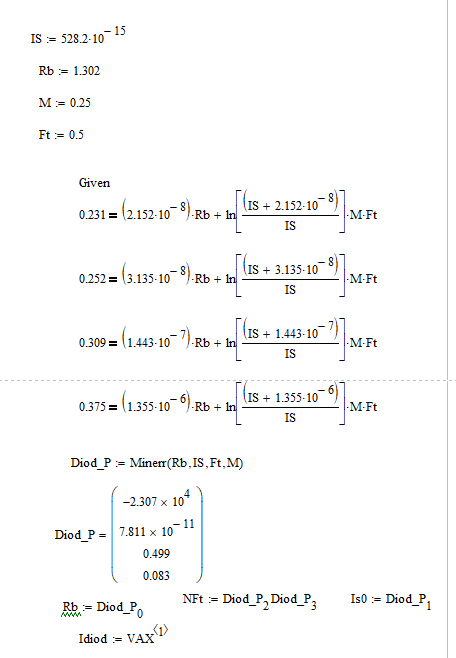 IS := 528.2·10^-15
Rb := 1.302
M := 0.25
Ft := 0.5
Given
0.231 = (2.152·10^-8)·Rb + ln[(IS + 2.152·10^-8)/IS]·M·Ft
0.252 = (3.135·10^-8)·Rb + ln[(IS + 3.135·10^-8)/IS]·M·Ft
0.309 = (1.443·10^-7)·Rb + ln[(IS + 1.443·10^-7)/IS]·M·Ft
0.375 = (1.355·10^-6)·Rb + ln[(IS + 1.355·10^-6)/IS]·M·Ft
Diod_P := Minerr(Rb,IS,Ft,M)
Diod_P =
-2.307 × 10^4
7.811 × 10^-11
0.499
0.083
Rb := Diod_P_0 NFt := Diod_P_2 Diod_P_3 Is0 := Diod_P_1
Idiod := VAX^⟨1⟩